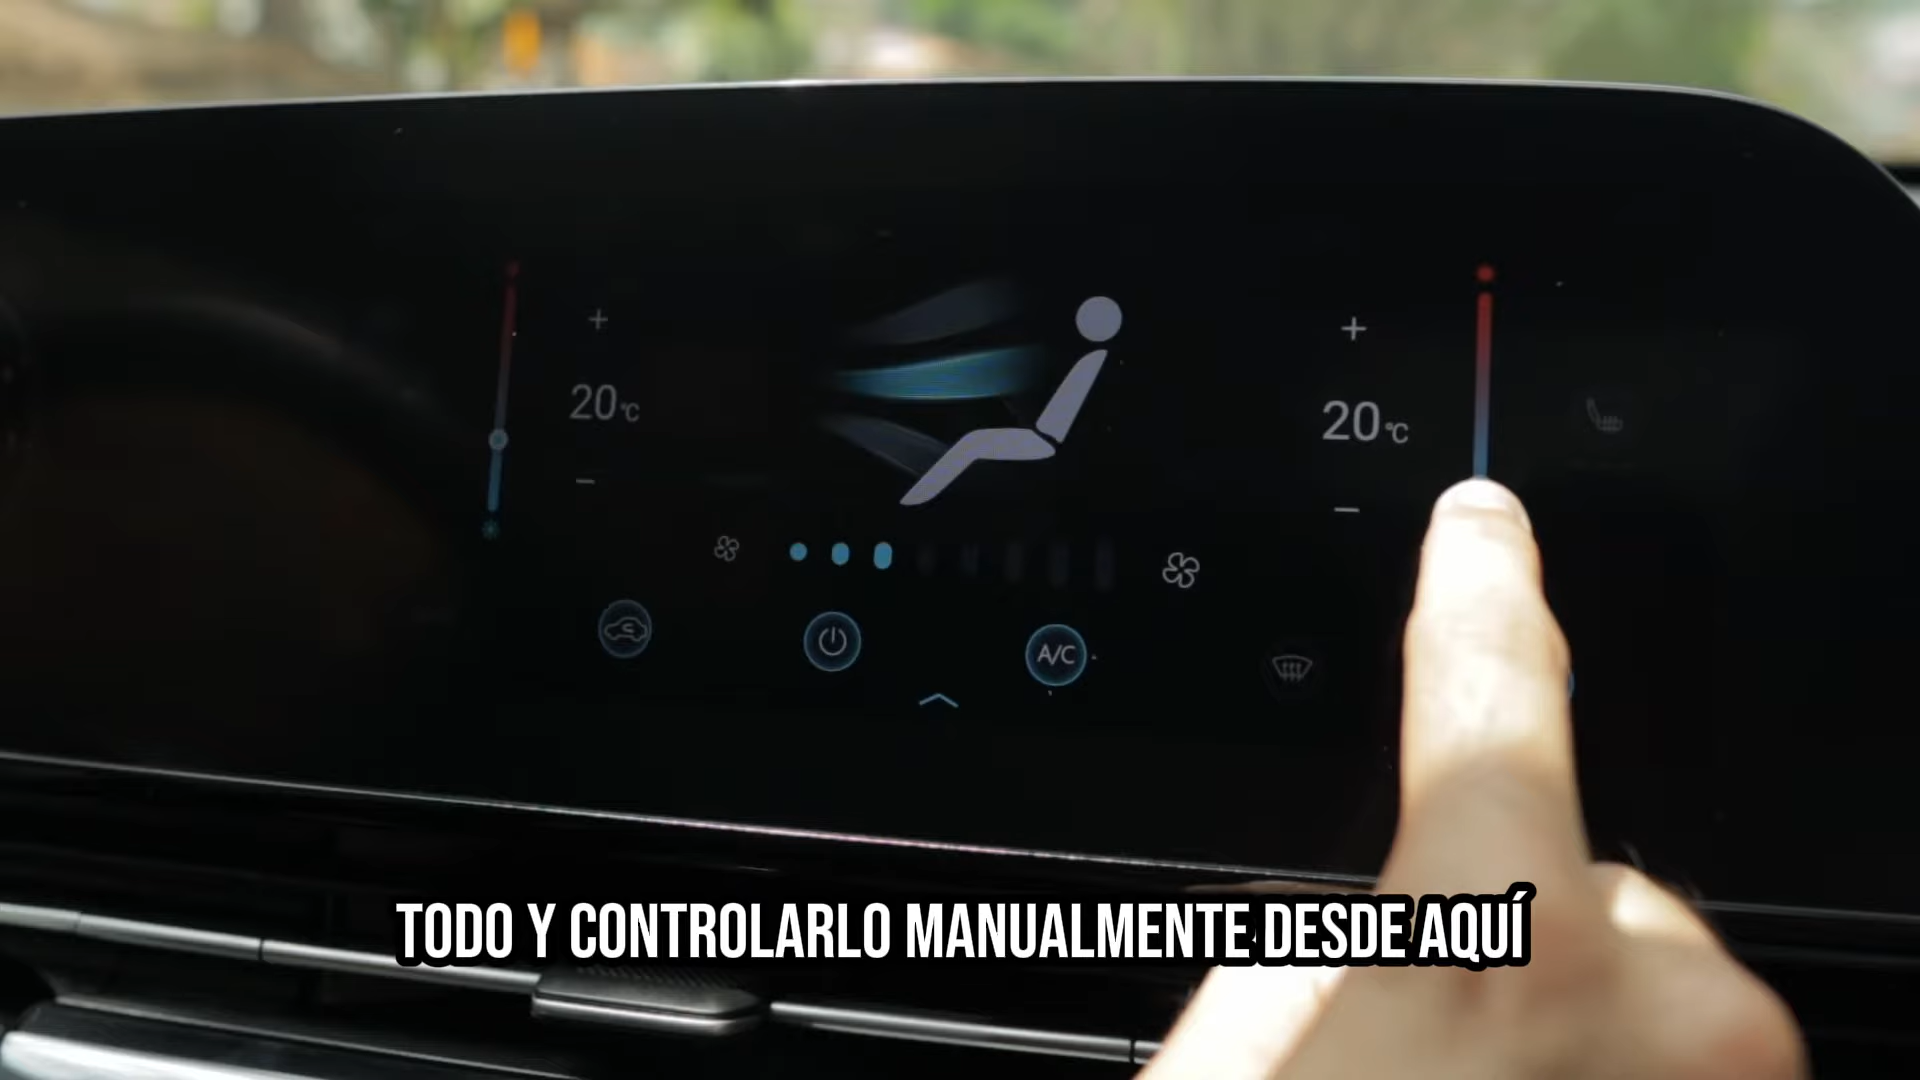 +
+
20°C
20°C
−
−
A/C
TODO Y CONTROLARLO MANUALMENTE DESDE AQUÍ